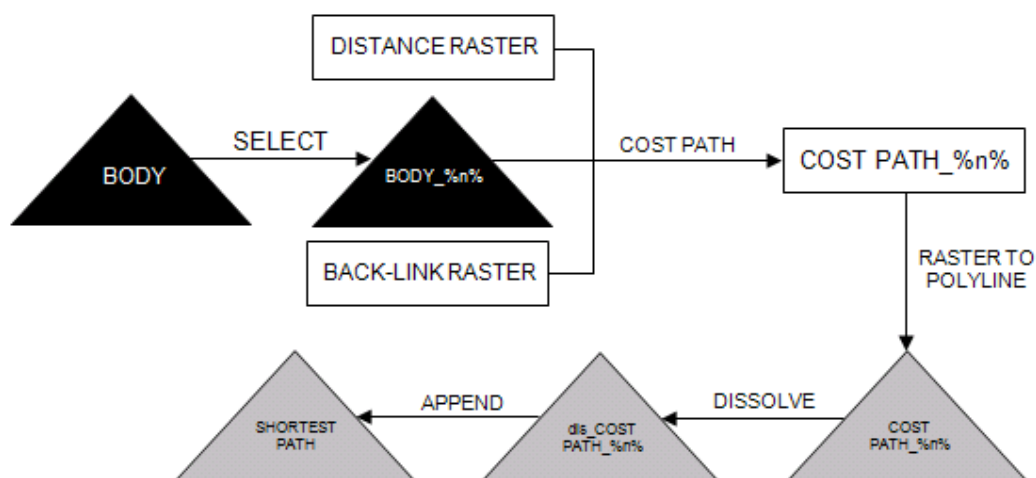 DISTANCE RASTER
BODY
SELECT
BODY_%n%
COST PATH
COST PATH_%n%
BACK-LINK RASTER
RASTER TO
POLYLINE
SHORTEST
PATH
APPEND
dis_COST
PATH_%n%
DISSOLVE
COST
PATH_%n%